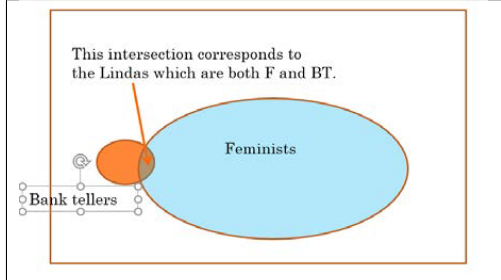 This intersection corresponds to
the Lindas which are both F and BT.
Feminists
Bank tellers